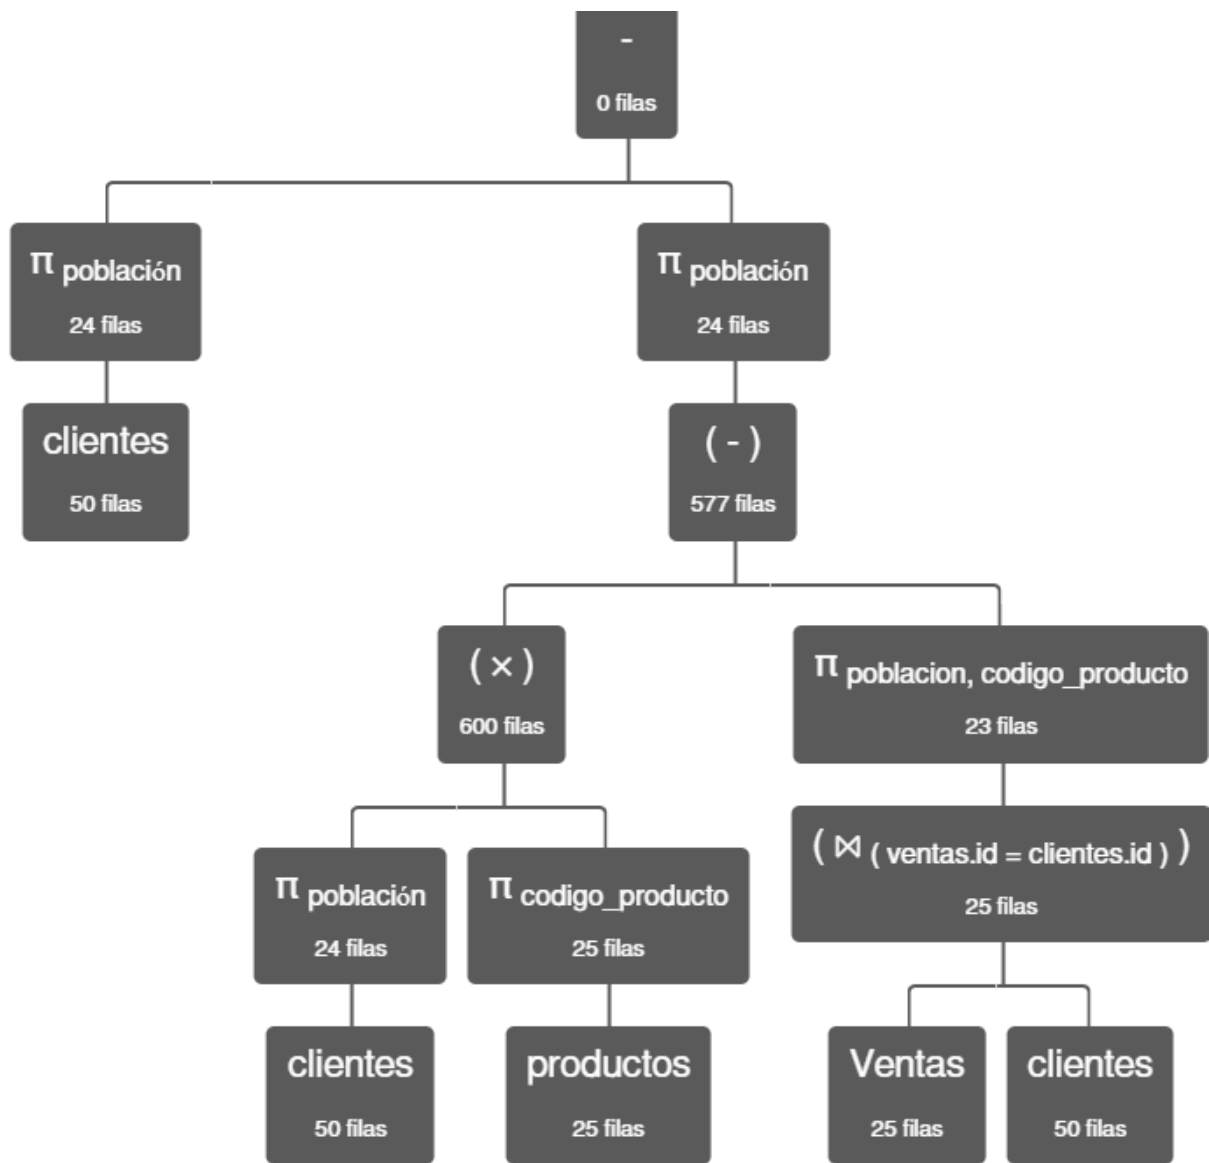 -
0 filas
π población
24 filas
π población
24 filas
clientes
50 filas
( - )
577 filas
( × )
600 filas
π poblacion, codigo_producto
23 filas
π población
24 filas
π codigo_producto
25 filas
( ⋈ ( ventas.id = clientes.id ) )
25 filas
clientes
50 filas
productos
25 filas
Ventas
25 filas
clientes
50 filas